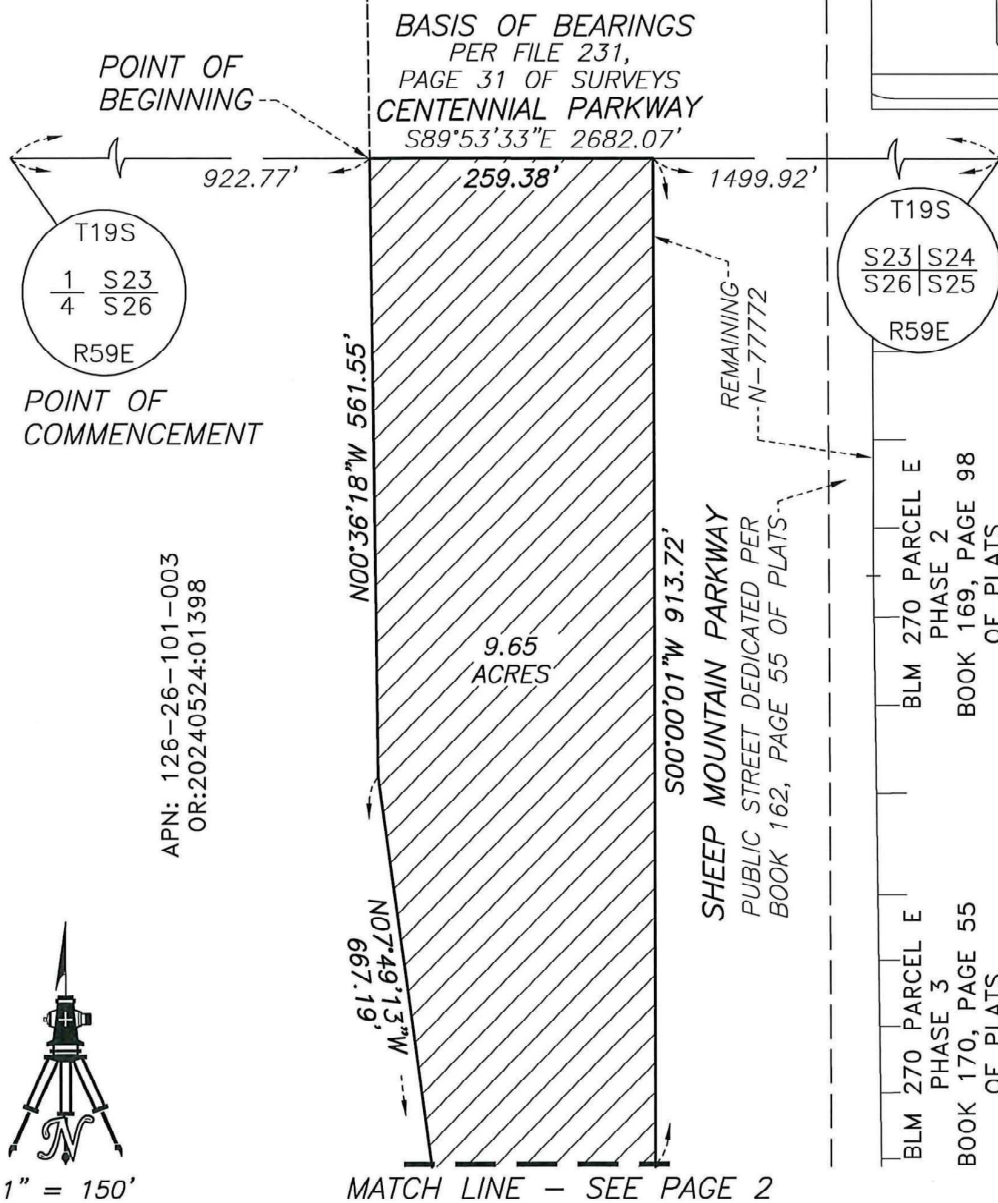 BASIS OF BEARINGS
PER FILE 231,
PAGE 31 OF SURVEYS
CENTENNIAL PARKWAY
S89°53'33"E 2682.07'
POINT OF
BEGINNING
922.77'
259.38'
1499.92'
T19S
1 S23
4 S26
R59E
POINT OF
COMMENCEMENT
T19S
S23 S24
S26 S25
R59E
REMAINING
N-77772
N00°36'18"W 561.55'
APN: 126-26-101-003
OR:20240524:01398
9.65
ACRES
S00°00'01"W 913.72'
SHEEP MOUNTAIN PARKWAY
PUBLIC STREET DEDICATED PER
BOOK 162, PAGE 55 OF PLATS
BLM 270 PARCEL E
PHASE 2
BOOK 169, PAGE 98
OF PLATS
N07°49'13"W
667.19'
BLM 270 PARCEL E
PHASE 3
BOOK 170, PAGE 55
OF PLATS
N
1" = 150'
MATCH LINE - SEE PAGE 2